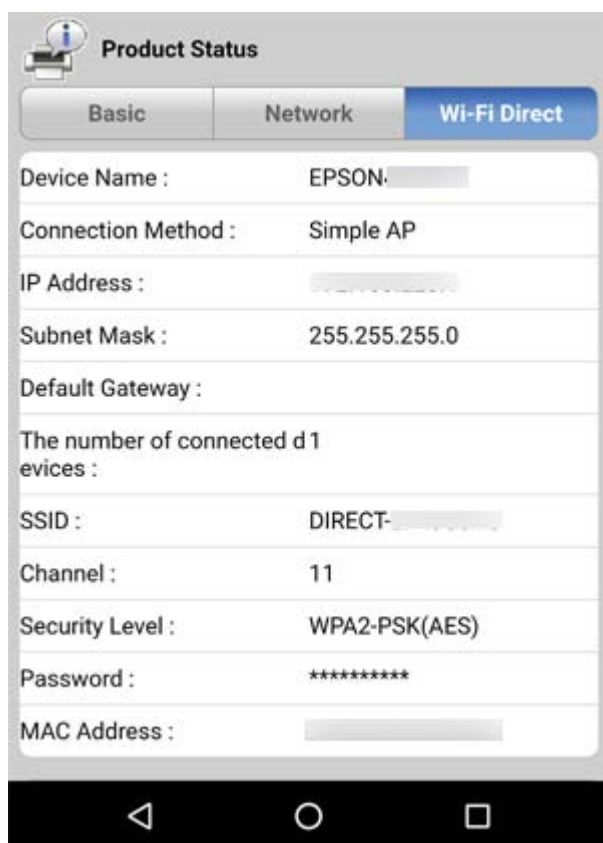 Product Status
Basic Network Wi-Fi Direct
Device Name : EPSON
Connection Method : Simple AP
IP Address :
Subnet Mask : 255.255.255.0
Default Gateway :
The number of connected d 1
evices :
SSID : DIRECT-
Channel : 11
Security Level : WPA2-PSK(AES)
Password : **********
MAC Address :